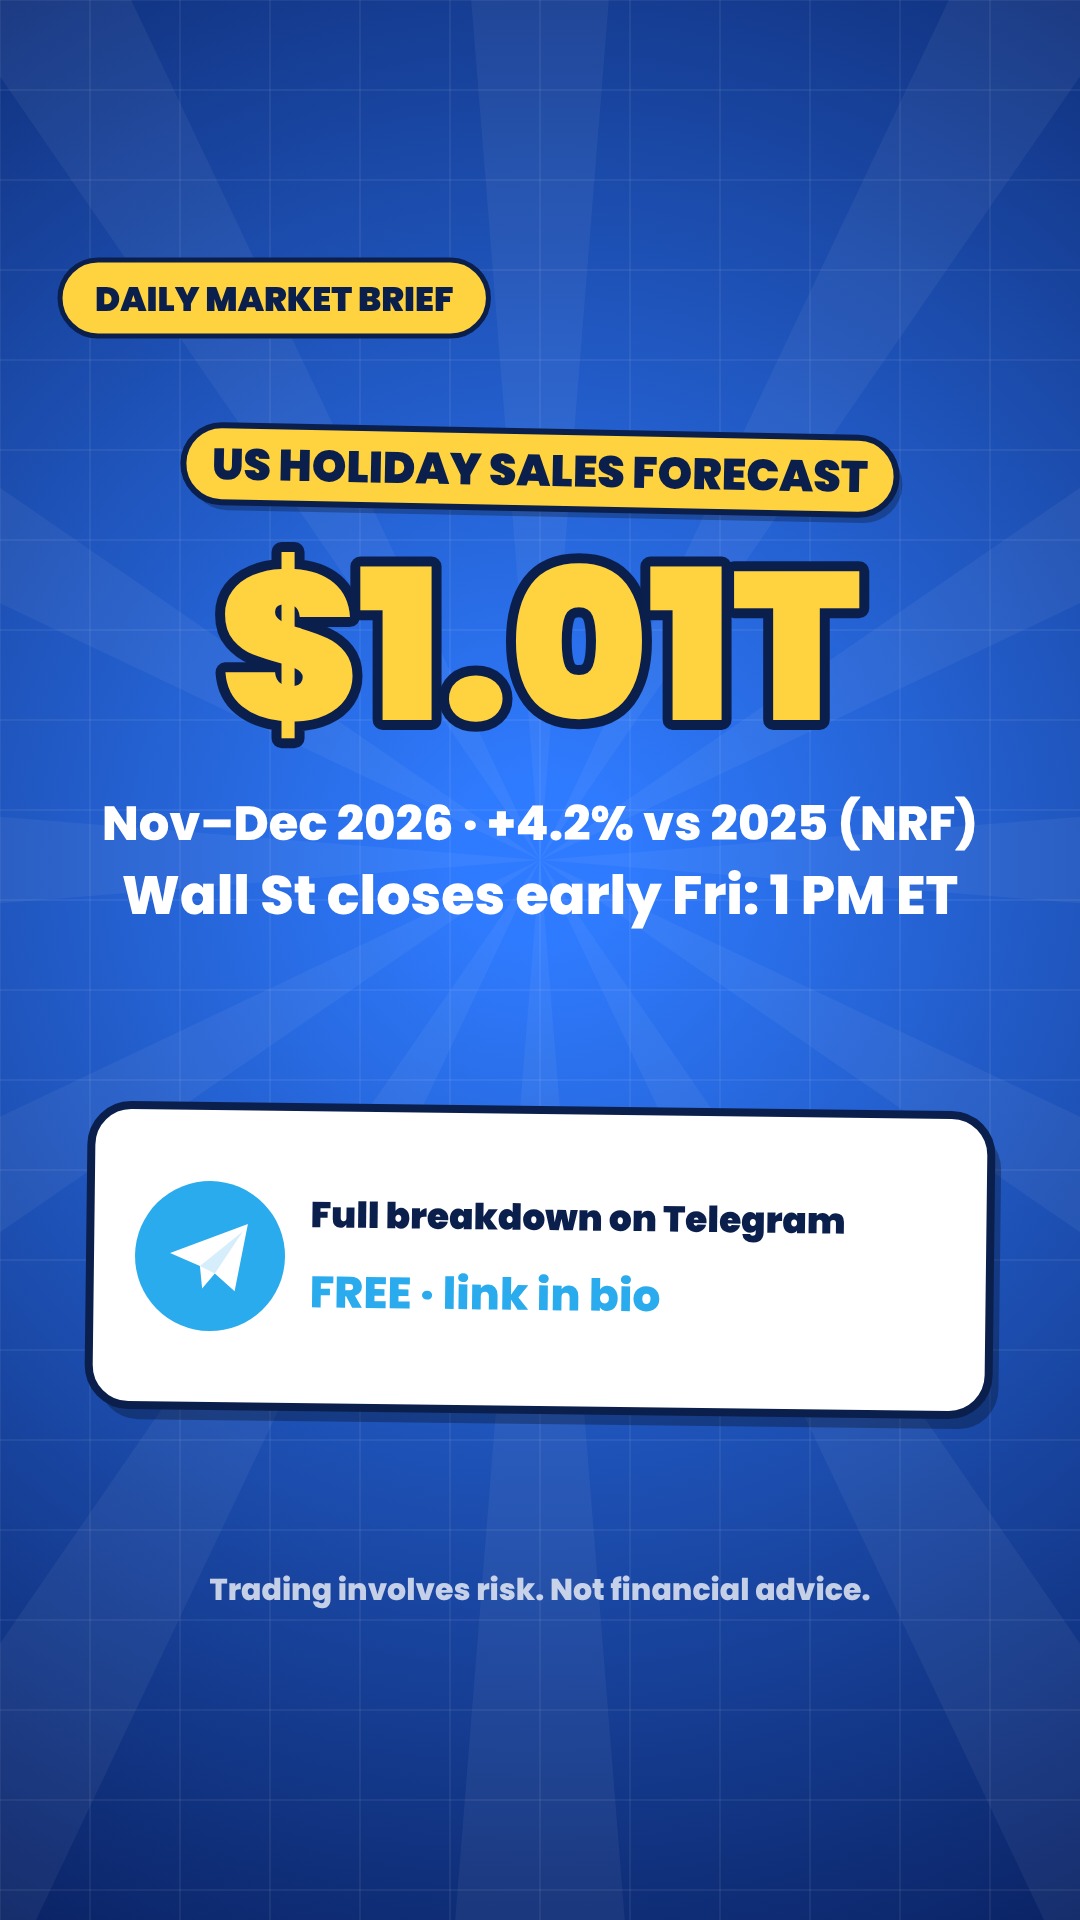 DAILY MARKET BRIEF
US HOLIDAY SALES FORECAST
$1.01T
Nov–Dec 2026 · +4.2% vs 2025 (NRF)
Wall St closes early Fri: 1 PM ET
Full breakdown on Telegram
FREE · link in bio
Trading involves risk. Not financial advice.